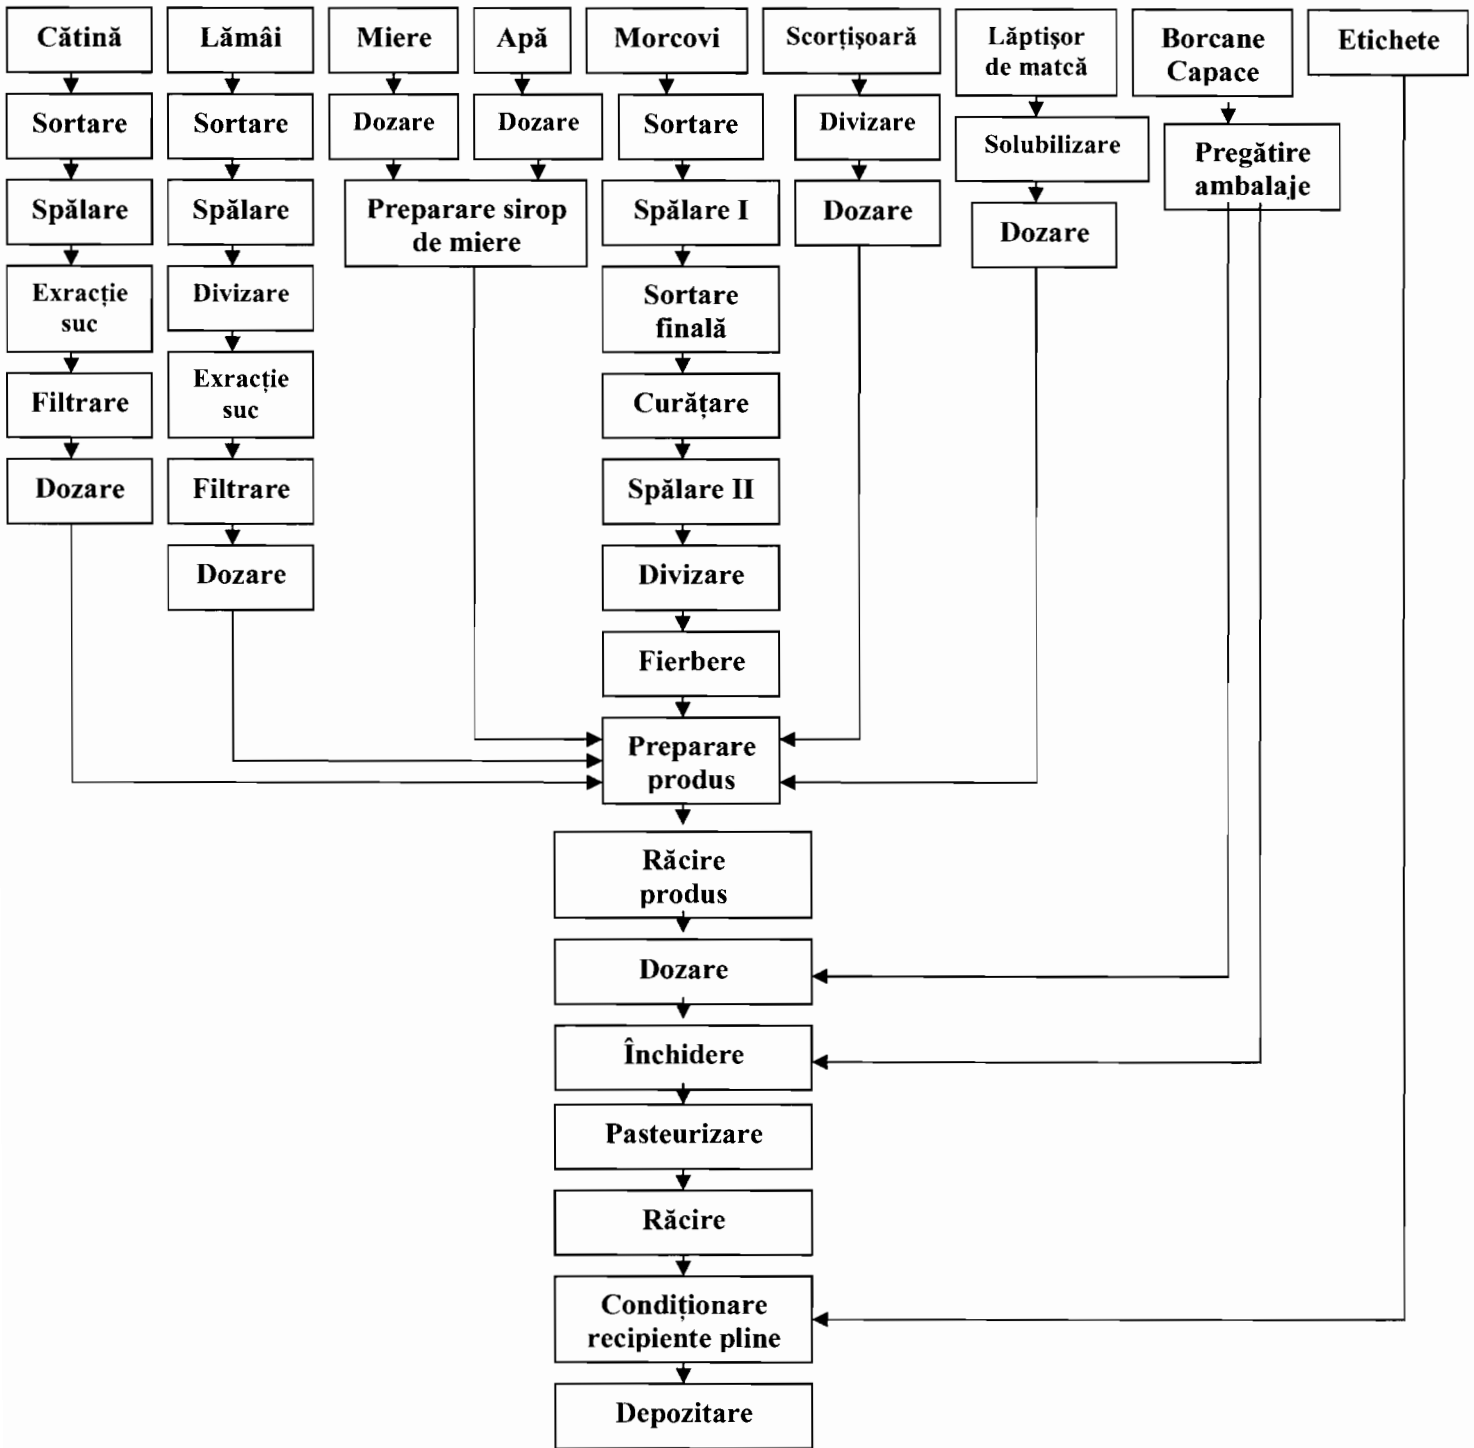 Cătină
Lămâi
Miere
Apă
Morcovi
Scorțișoară
Lăptișor
de matcă
Borcane
Capace
Etichete
Sortare
Sortare
Dozare
Dozare
Sortare
Divizare
Solubilizare
Pregătire
ambalaje
Spălare
Spălare
Preparare sirop
de miere
Spălare I
Dozare
Dozare
Exracție
suc
Divizare
Sortare
finală
Filtrare
Exracție
suc
Curățare
Dozare
Filtrare
Spălare II
Dozare
Divizare
Fierbere
Preparare
produs
Răcire
produs
Dozare
Închidere
Pasteurizare
Răcire
Condiționare
recipiente pline
Depozitare